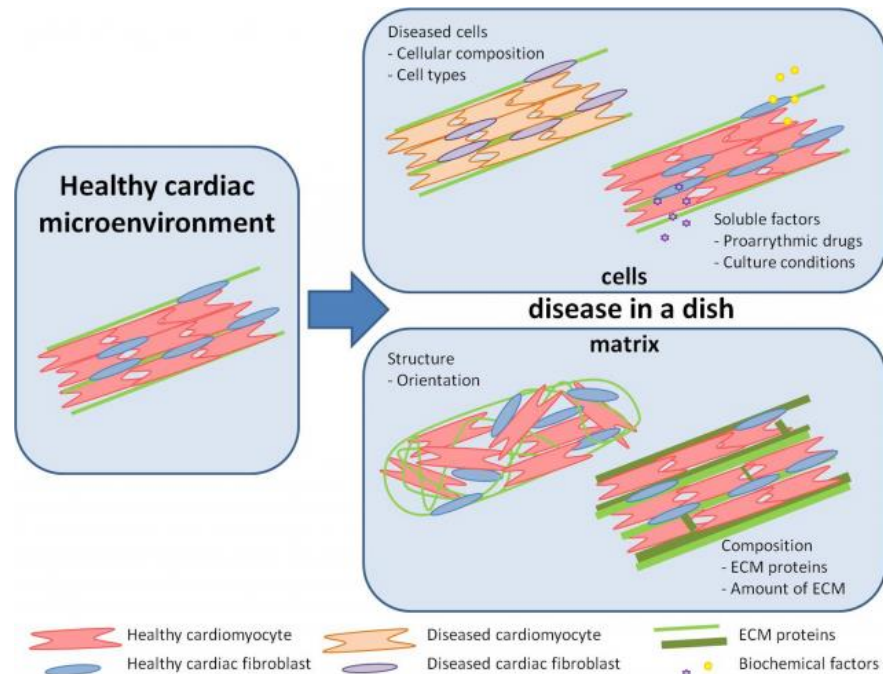 Healthy cardiac
microenvironment
Diseased cells
- Cellular composition
- Cell types
Soluble factors
- Proarrythmic drugs
- Culture conditions
cells
disease in a dish
matrix
Structure
- Orientation
Composition
- ECM proteins
- Amount of ECM
Healthy cardiomyocyte
Diseased cardiomyocyte
ECM proteins
Healthy cardiac fibroblast
Diseased cardiac fibroblast
Biochemical factors